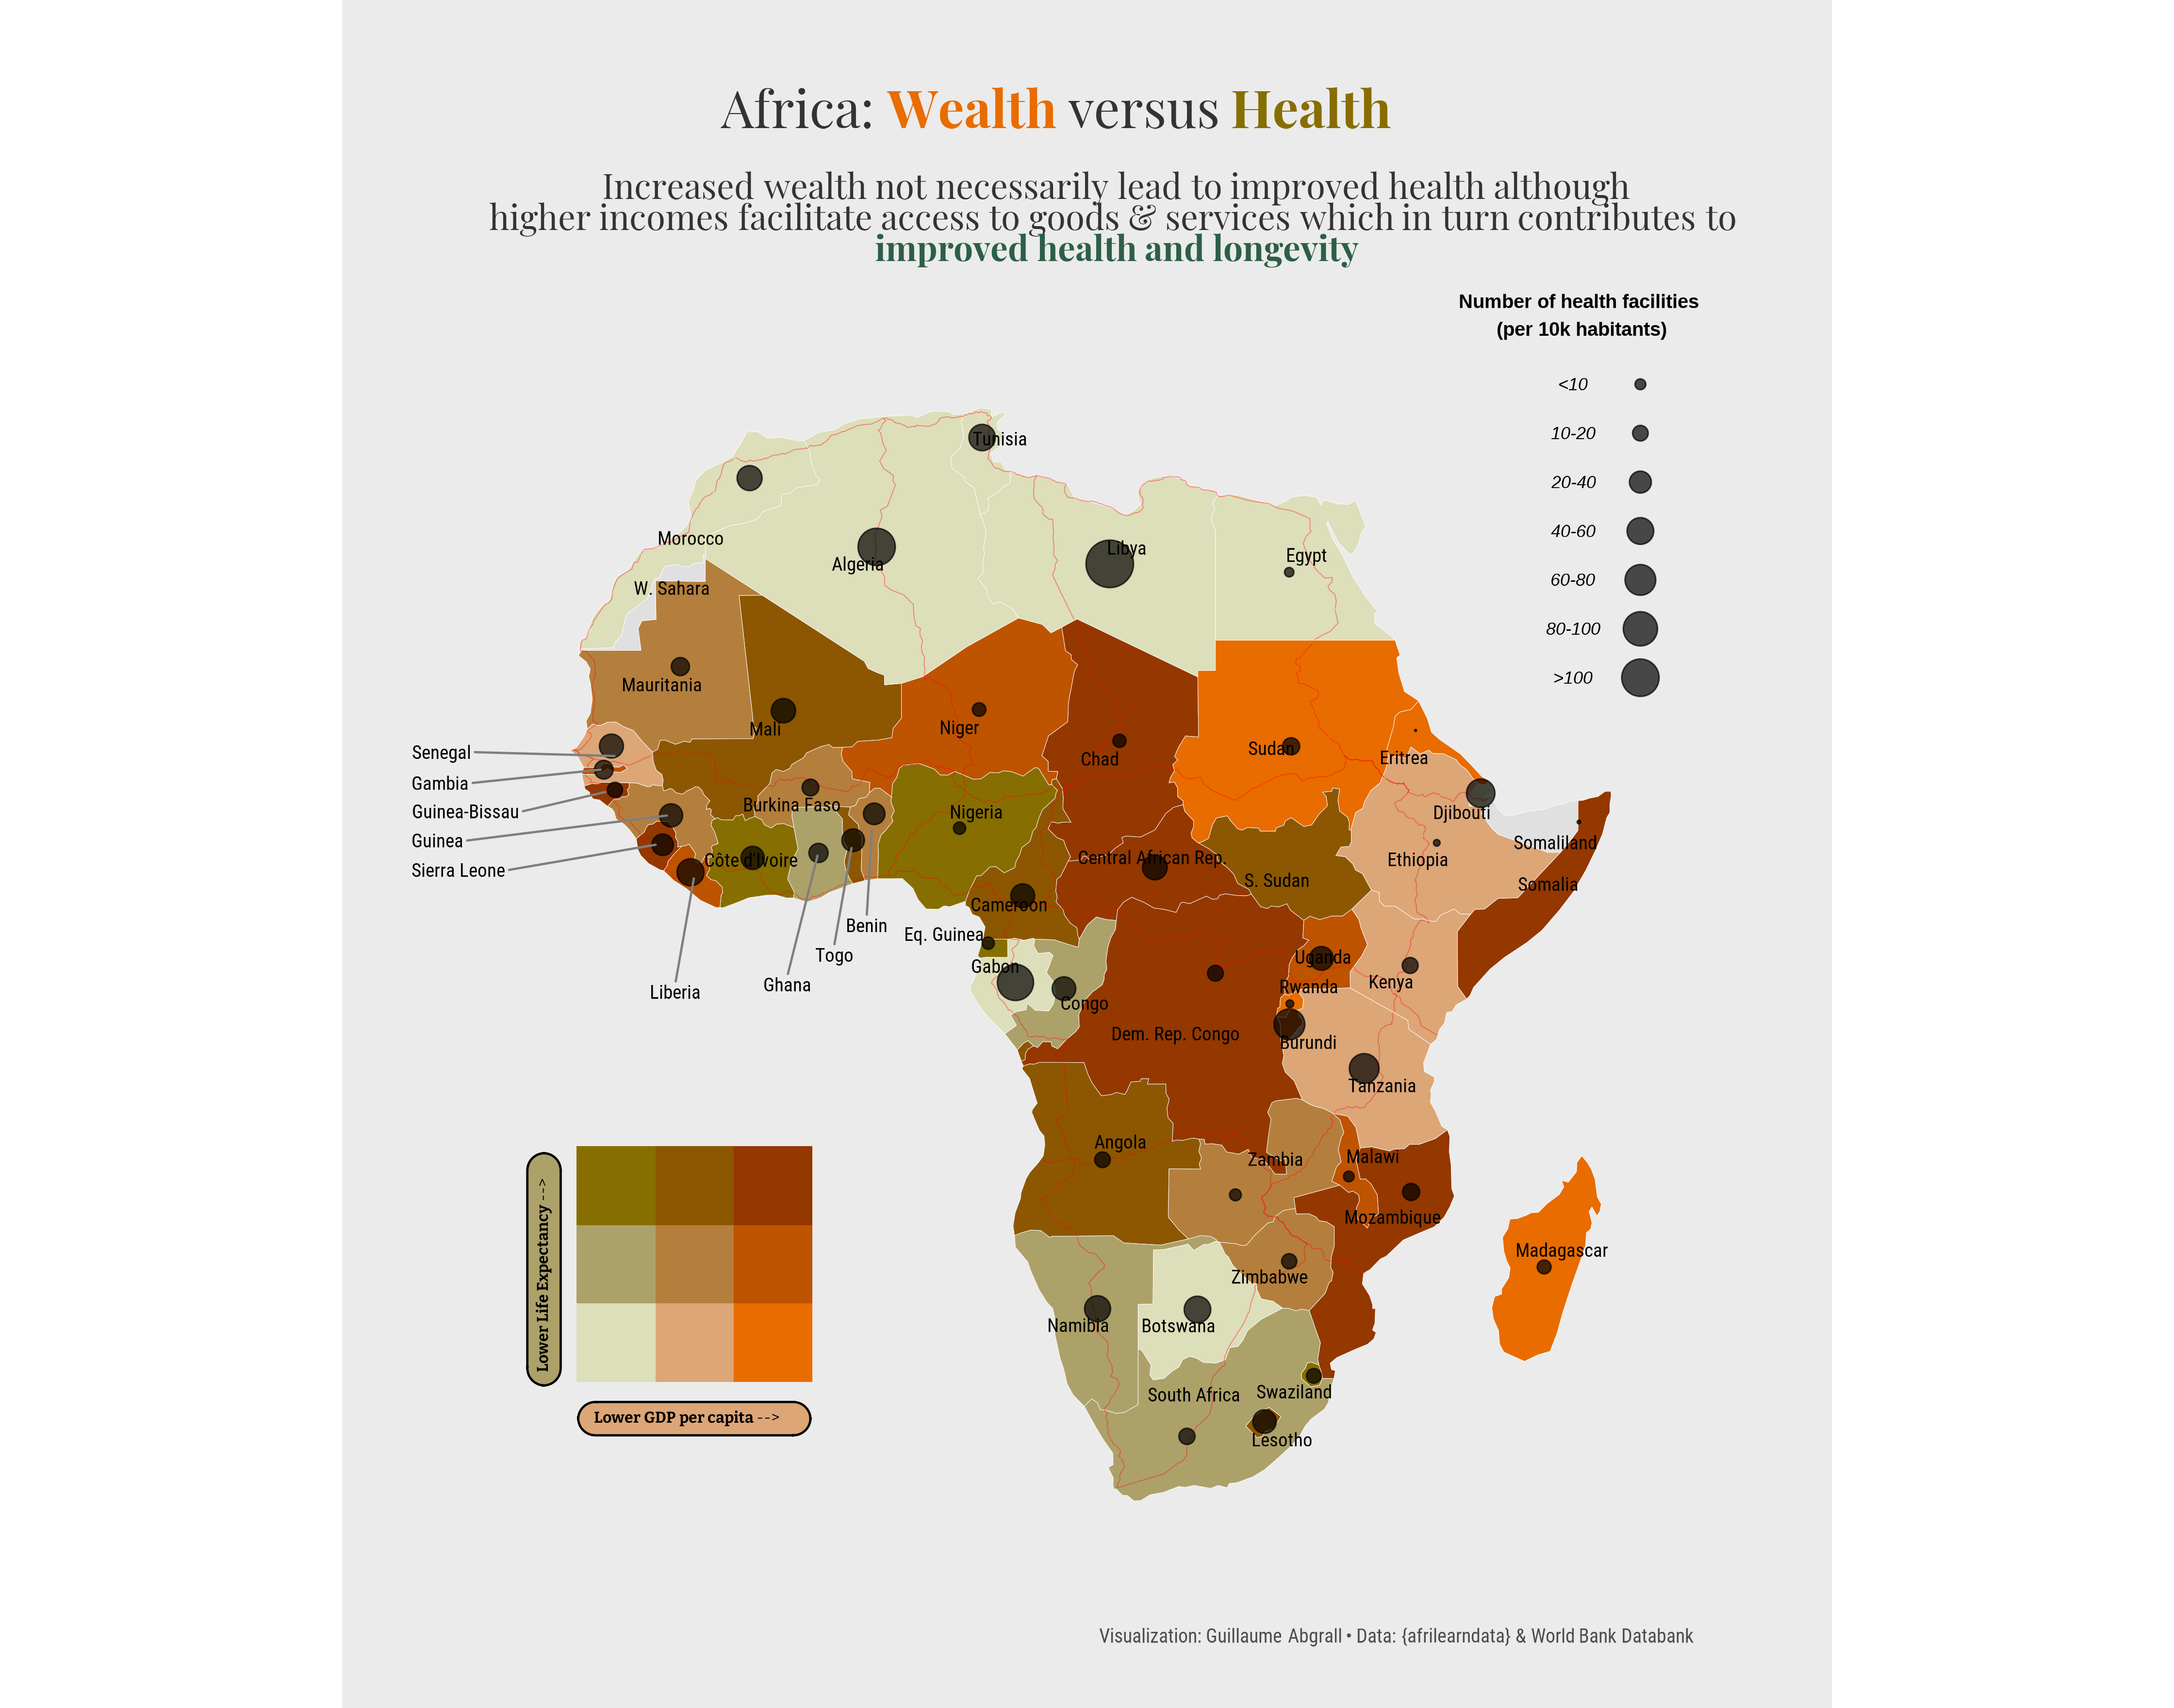 Africa: Wealth versus Health
Increased wealth not necessarily lead to improved health although
higher incomes facilitate access to goods & services which in turn contributes to
improved health and longevity
Number of health facilities
(per 10k habitants)
<10
10-20
20-40
40-60
60-80
80-100
>100
Tunisia
Morocco
Algeria
Libya
Egypt
W. Sahara
Mauritania
Mali
Niger
Chad
Sudan
Eritrea
Senegal
Gambia
Guinea-Bissau
Guinea
Sierra Leone
Burkina Faso
Nigeria
Djibouti
Côte d'Ivoire
Central African Rep.
S. Sudan
Ethiopia
Somaliland
Somalia
Cameroon
Benin
Eq. Guinea
Togo
Ghana
Liberia
Gabon
Congo
Uganda
Rwanda
Kenya
Dem. Rep. Congo
Burundi
Tanzania
Angola
Zambia
Malawi
Mozambique
Madagascar
Zimbabwe
Namibia
Botswana
South Africa
Swaziland
Lesotho
Lower Life Expectancy -->
Lower GDP per capita -->
Visualization: Guillaume Abgrall • Data: {afrilearndata} & World Bank Databank